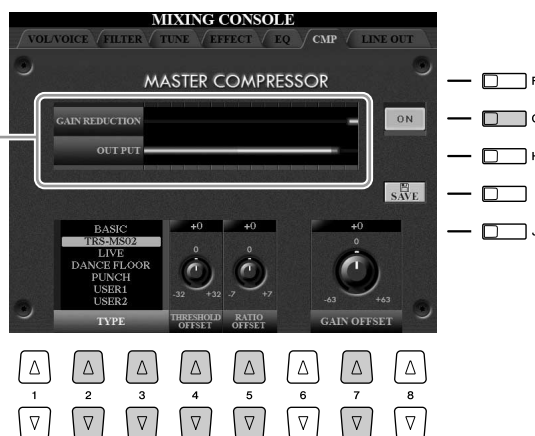 MIXING CONSOLE
VOL/VOICE FILTER TUNE EFFECT EQ CMP LINE OUT
MASTER COMPRESSOR
GAIN REDUCTION
OUT PUT
ON
SAVE
BASIC
TRS-MS02
LIVE
DANCE FLOOR
PUNCH
USER1
USER2
TYPE
+0
0
-32 +32
THRESHOLD
OFFSET
+0
0
-7 +7
RATIO
OFFSET
+0
0
-63 +63
GAIN OFFSET
1 2 3 4 5 6 7 8